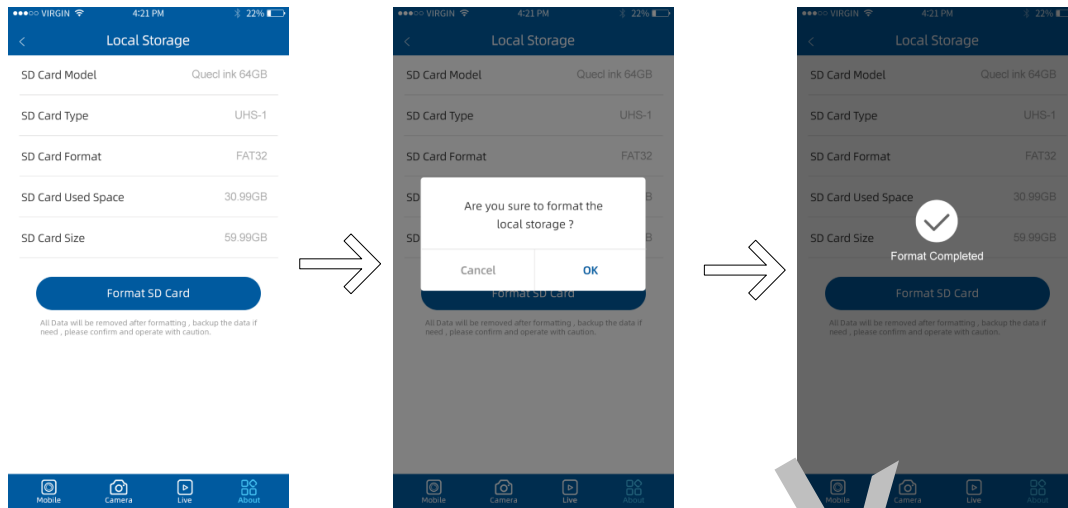 VIRGIN 4:21 PM 22%
Local Storage
SD Card Model Quecl ink 64GB
SD Card Type UHS-1
SD Card Format FAT32
SD Card Used Space 30.99GB
SD Card Size 59.99GB
Format SD Card
All Data will be removed after formatting , backup the data if
need , please confirm and operate with caution.
Mobile Camera Live About
VIRGIN 4:21 PM 22%
Local Storage
SD Card Model Quecl ink 64GB
SD Card Type UHS-1
SD Card Format FAT32
SD B
Are you sure to format the
local storage ?
SD B
Cancel OK
Format SD Card
All Data will be removed after formatting , backup the data if
need , please confirm and operate with caution.
Mobile Camera Live About
VIRGIN 4:21 PM 22%
Local Storage
SD Card Model Quecl ink 64GB
SD Card Type UHS-1
SD Card Format FAT32
SD Card Used Space 30.99GB
SD Card Size 59.99GB
Format Completed
Format SD Card
All Data will be removed after formatting , backup the data if
need , please confirm and operate with caution.
Mobile Camera Live About